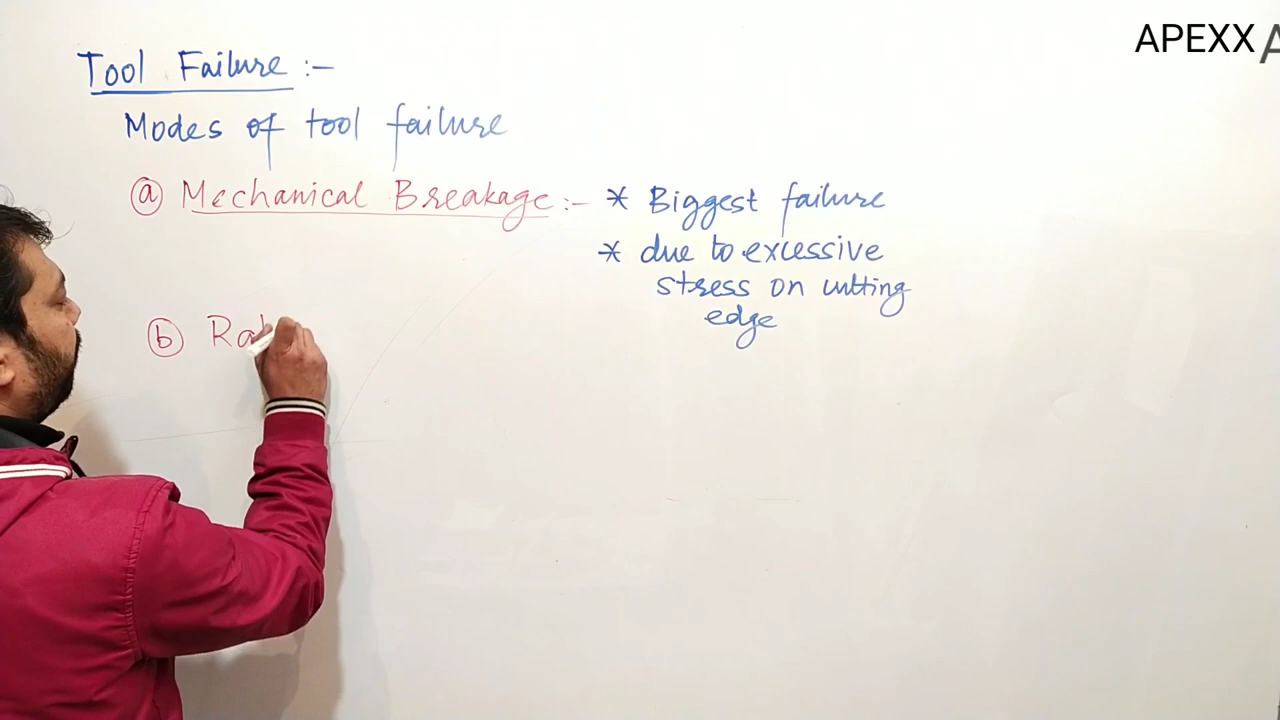 APEXX A
Tool Failure :-
Modes of tool failure
(a) Mechanical Breakage :- * Biggest failure
* due to excessive
stress on cutting
edge
(b) Ra